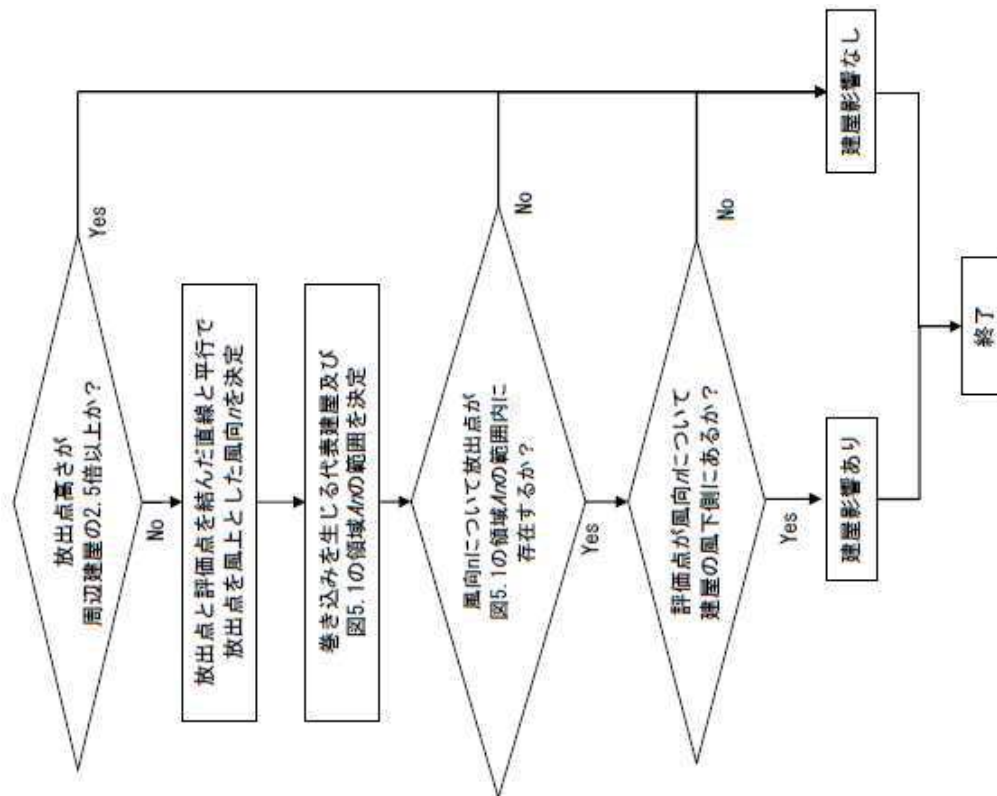 放出点高さが
周辺建屋の2.5倍以上か？
Yes
No
放出点と評価点を結んだ直線と平行で
放出点を風上とした風向nを決定
巻き込みを生じる代表建屋及び
図5.1の領域Anの範囲を決定
風向nについて放出点が
図5.1の領域Anの範囲内に
存在するか？
No
Yes
評価点が風向nについて
建屋の風下側にあるか？
No
Yes
建屋影響あり
建屋影響なし
終了